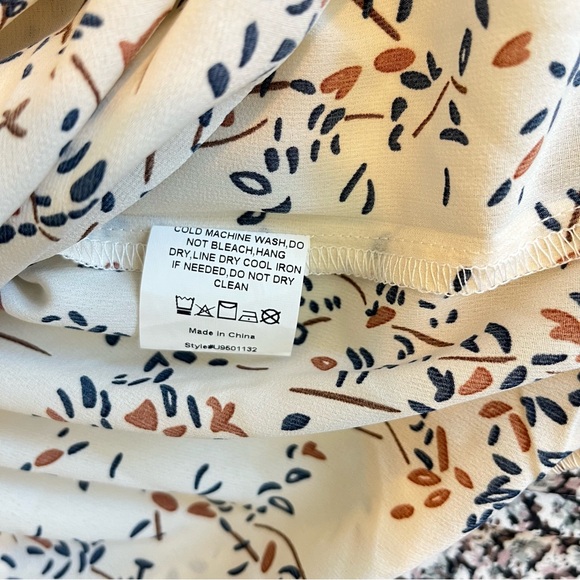 COLD MACHINE WASH,DO
NOT BLEACH,HANG
DRY,LINE DRY COOL IRON
IF NEEDED,DO NOT DRY
CLEAN
Made in China
Style#U9501132